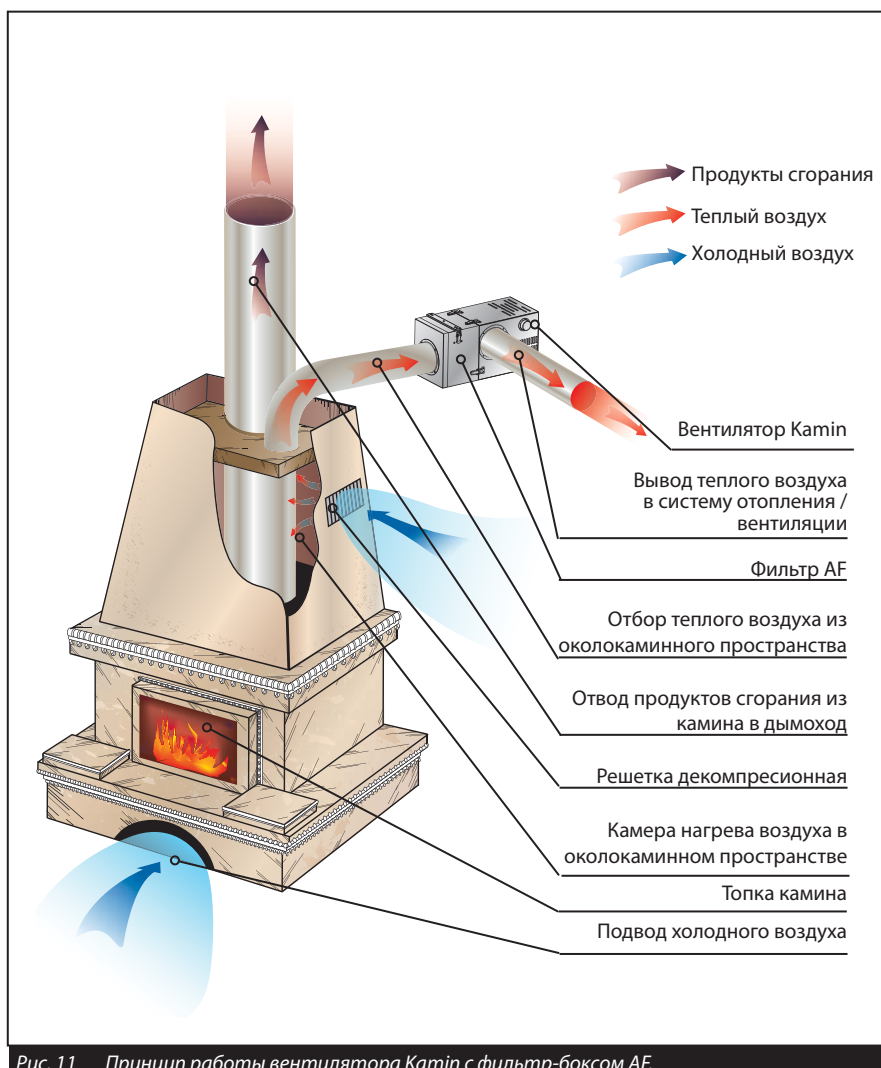 Продукты сгорания
Теплый воздух
Холодный воздух
Вентилятор Kamin
Вывод теплого воздуха
в систему отопления /
вентиляции
Фильтр AF
Отбор теплого воздуха из
околокаминного пространства
Отвод продуктов сгорания из
камина в дымоход
Решетка декомпресионная
Камера нагрева воздуха в
околокаминном пространстве
Топка камина
Подвод холодного воздуха
Рис. 11 Принцип работы вентилятора Kamin с фильтр-боксом AF.